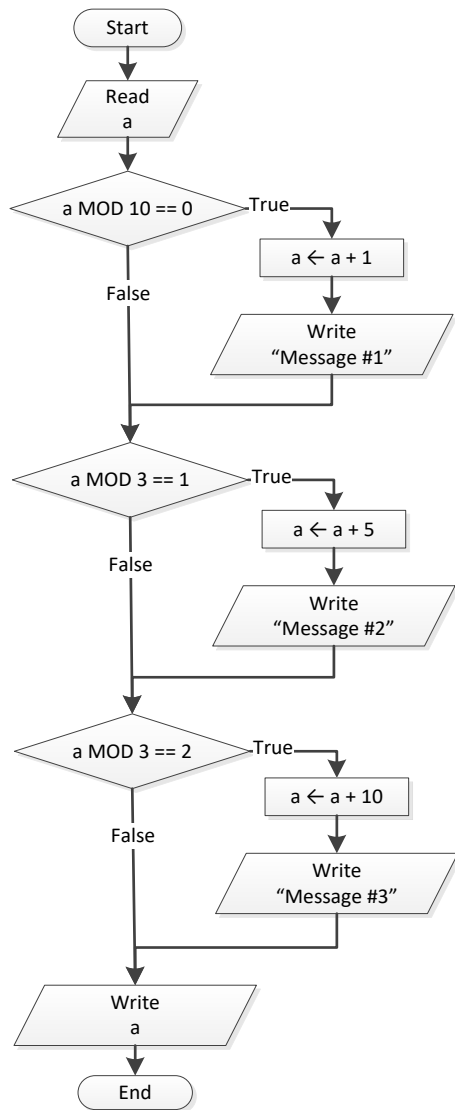 Start
Read
a
a MOD 10 == 0
True
a ← a + 1
False
Write
“Message #1”
a MOD 3 == 1
True
a ← a + 5
False
Write
“Message #2”
a MOD 3 == 2
True
a ← a + 10
False
Write
“Message #3”
Write
a
End